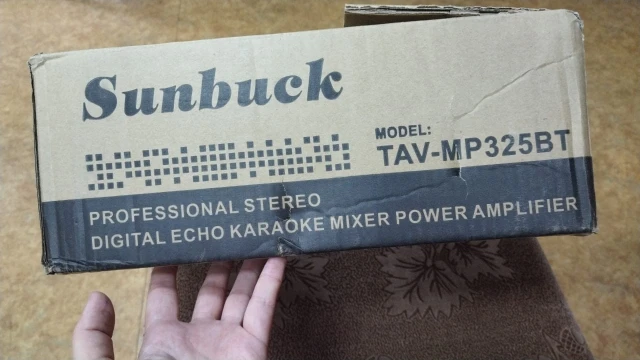 Sunbuck
MODEL:
TAV-MP325BT
PROFESSIONAL STEREO
DIGITAL ECHO KARAOKE MIXER POWER AMPLIFIER